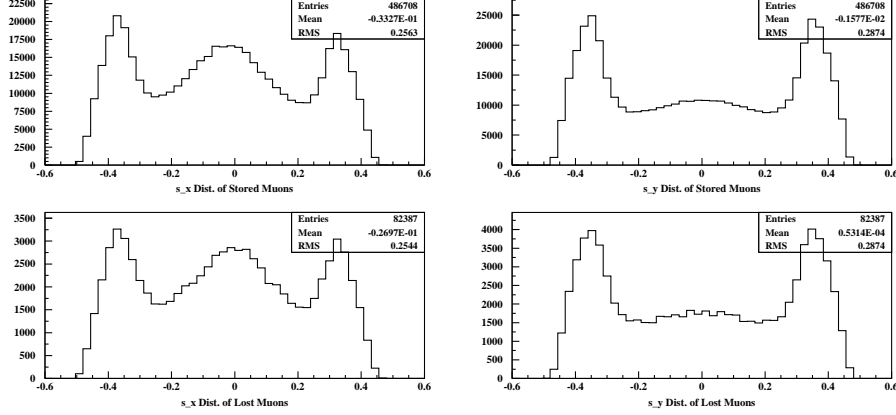 Entries 486708
Mean -0.3327E-01
RMS 0.2563
22500
20000
17500
15000
12500
10000
7500
5000
2500
0
-0.6 -0.4 -0.2 0 0.2 0.4 0.6
s_x Dist. of Stored Muons
Entries 486708
Mean -0.1577E-02
RMS 0.2874
25000
20000
15000
10000
5000
0
-0.6 -0.4 -0.2 0 0.2 0.4 0.6
s_y Dist. of Stored Muons
Entries 82387
Mean -0.2697E-01
RMS 0.2544
3500
3000
2500
2000
1500
1000
500
0
-0.6 -0.4 -0.2 0 0.2 0.4 0.6
s_x Dist. of Lost Muons
Entries 82387
Mean 0.5314E-04
RMS 0.2874
4000
3500
3000
2500
2000
1500
1000
500
0
-0.6 -0.4 -0.2 0 0.2 0.4 0.6
s_y Dist. of Lost Muons